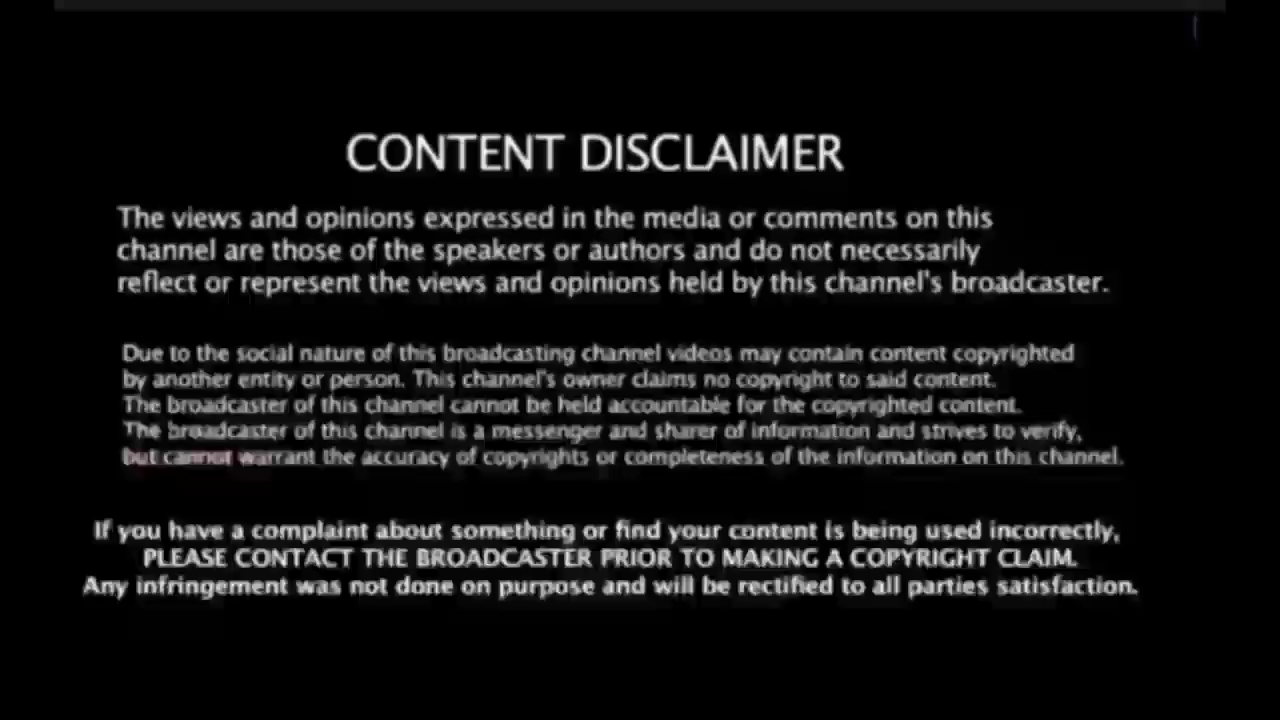 CONTENT DISCLAIMER
The views and opinions expressed in the media or comments on this
channel are those of the speakers or authors and do not necessarily
reflect or represent the views and opinions held by this channel's broadcaster.
Due to the social nature of this broadcasting channel videos may contain content copyrighted
by another entity or person. This channel's owner claims no copyright to said content.
The broadcaster of this channel cannot be held accountable for the copyrighted content.
The broadcaster of this channel is a messenger and sharer of information and strives to verify,
but cannot warrant the accuracy of copyrights or completeness of the information on this channel.
If you have a complaint about something or find your content is being used incorrectly,
PLEASE CONTACT THE BROADCASTER PRIOR TO MAKING A COPYRIGHT CLAIM.
Any infringement was not done on purpose and will be rectified to all parties satisfaction.